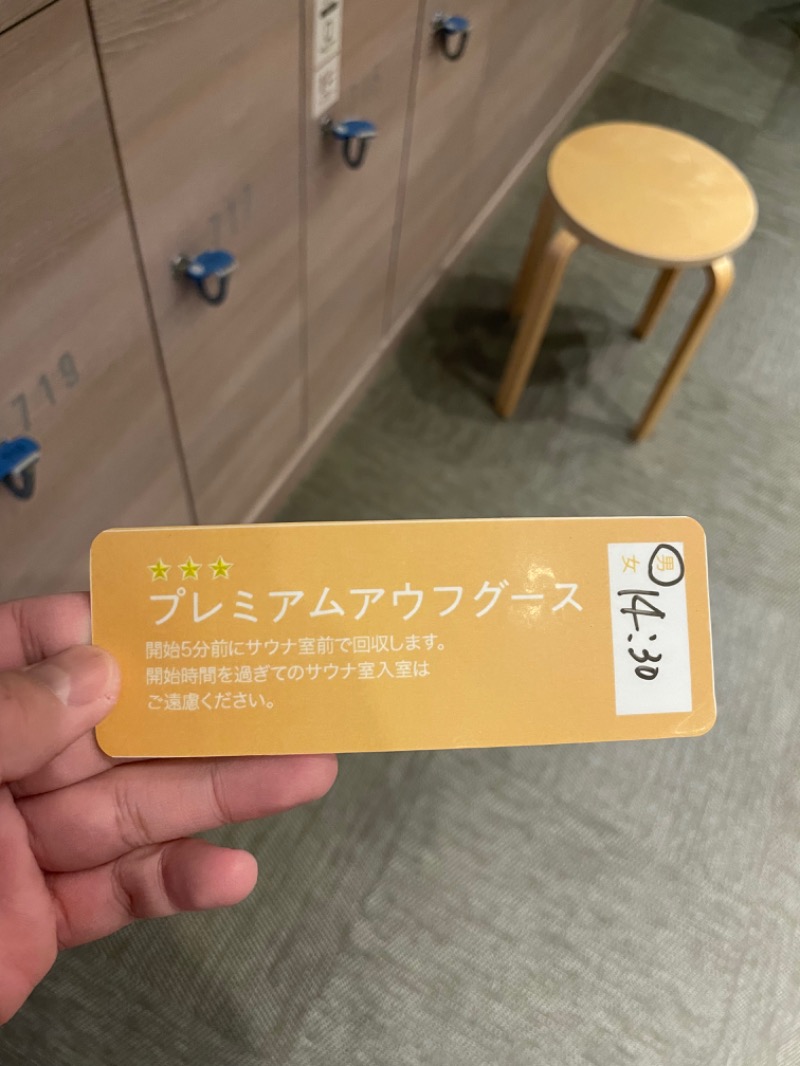 717
719
★★★
プレミアムアウフグース
開始5分前にサウナ室前で回収します。
開始時間を過ぎてのサウナ室入室は
ご遠慮ください。
男
女
14:30